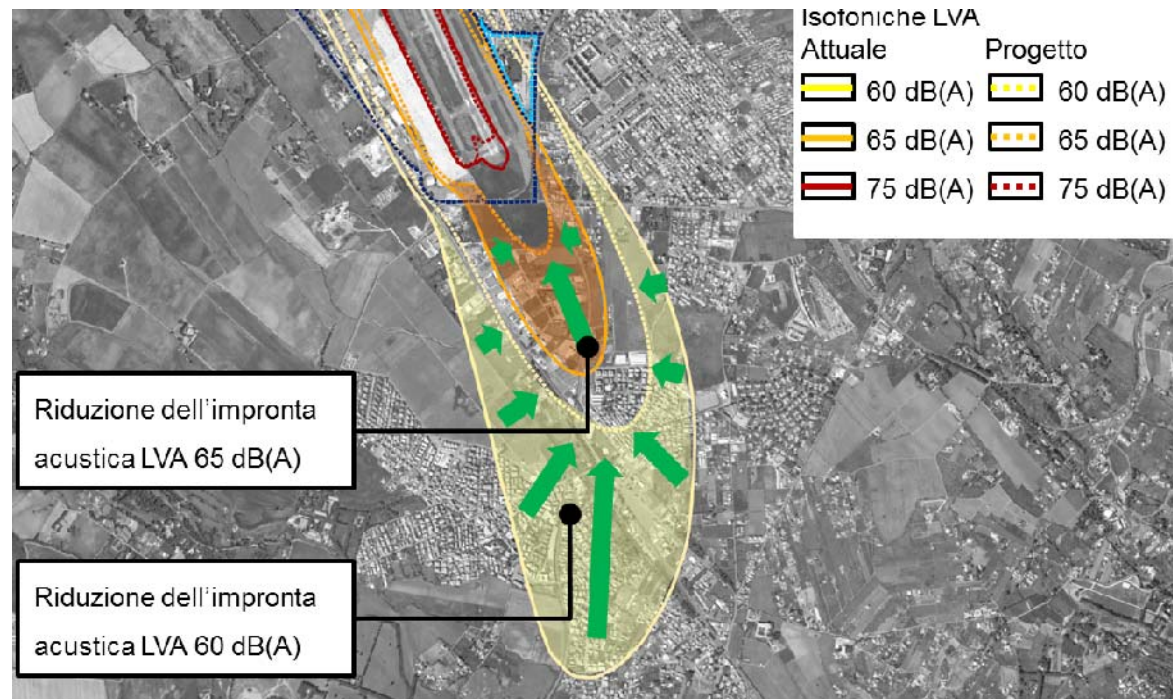 Isofoniche LVA
Attuale Progetto
60 dB(A) 60 dB(A)
65 dB(A) 65 dB(A)
75 dB(A) 75 dB(A)
Riduzione dell'impronta
acustica LVA 65 dB(A)
Riduzione dell'impronta
acustica LVA 60 dB(A)